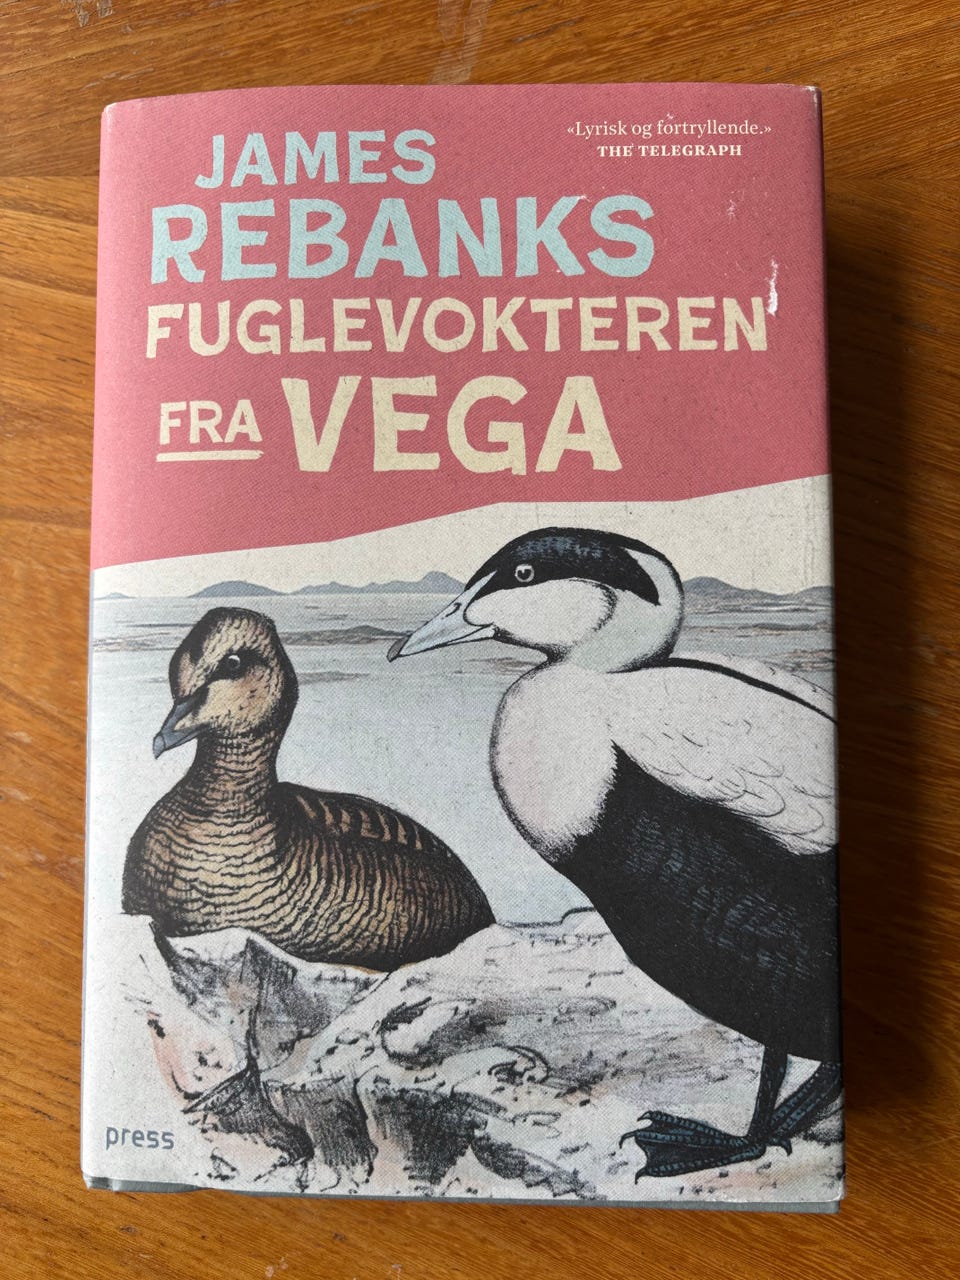 JAMES
REBANKS
«Lyrisk og fortryllende.»
THE TELEGRAPH
FUGLEVOKTEREN
FRA VEGA
press